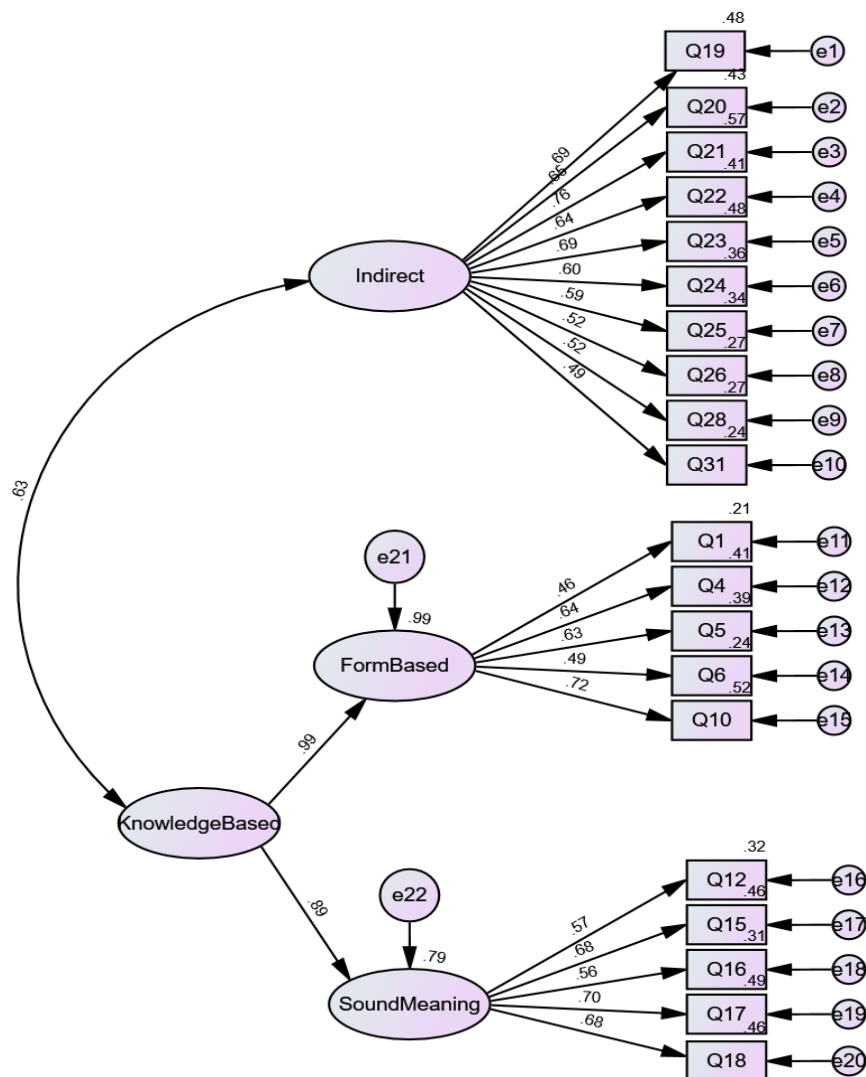 .48
Q19
e1
.43
Q20
e2
.57
Q21
e3
.41
Q22
e4
.48
Q23
e5
.36
Q24
e6
.34
Q25
e7
.27
Q26
e8
.27
Q28
e9
.24
Q31
e10
.69
.65
.76
.64
.69
.60
.59
.52
.52
.49
Indirect
.63
.21
Q1
e11
.41
Q4
e12
.39
Q5
e13
.24
Q6
e14
.52
Q10
e15
.46
.64
.63
.49
.72
e21
.99
FormBased
.99
KnowledgeBased
.89
.32
Q12
e16
.46
Q15
e17
.31
Q16
e18
.49
Q17
e19
.46
Q18
e20
.57
.68
.56
.70
.68
e22
.79
SoundMeaning